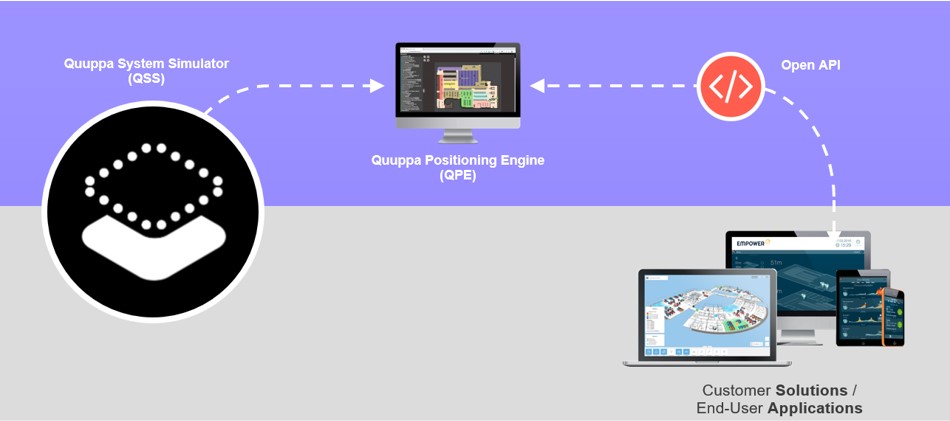 Quuppa System Simulator
(QSS)
Quuppa Positioning Engine
(QPE)
</>
Open API
EMPOWER
Customer Solutions /
End-User Applications